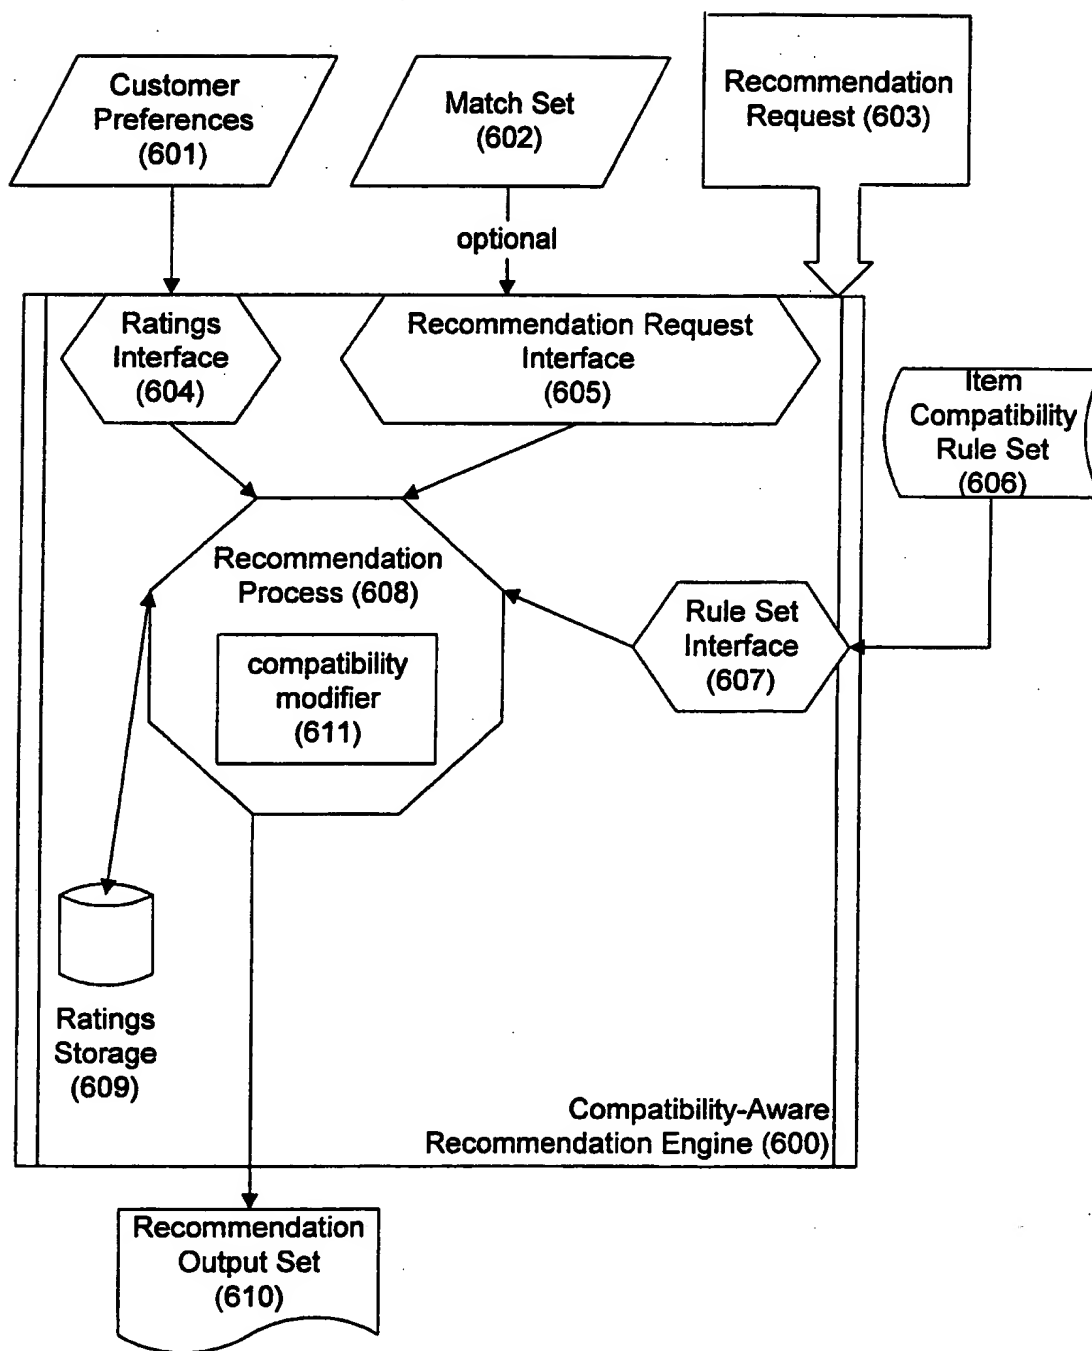 Customer
Preferences
(601)
Match Set
(602)
Recommendation
Request (603)
optional
Ratings
Interface
(604)
Recommendation Request
Interface
(605)
Item
Compatibility
Rule Set
(606)
Recommendation
Process (608)
Rule Set
Interface
(607)
compatibility
modifier
(611)
Ratings
Storage
(609)
Compatibility-Aware
Recommendation Engine (600)
Recommendation
Output Set
(610)